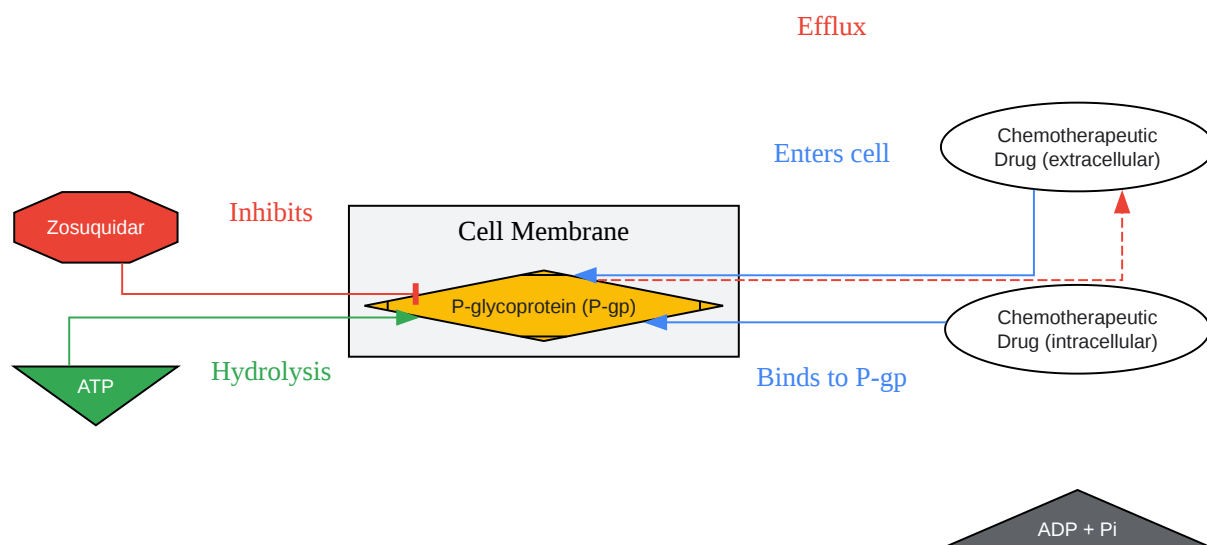 Efflux
Chemotherapeutic
Drug (extracellular)
Enters cell
Inhibits
Zosuquidar
Cell Membrane
P-glycoprotein (P-gp)
Chemotherapeutic
Drug (intracellular)
Hydrolysis
ATP
Binds to P-gp
ADP + Pi